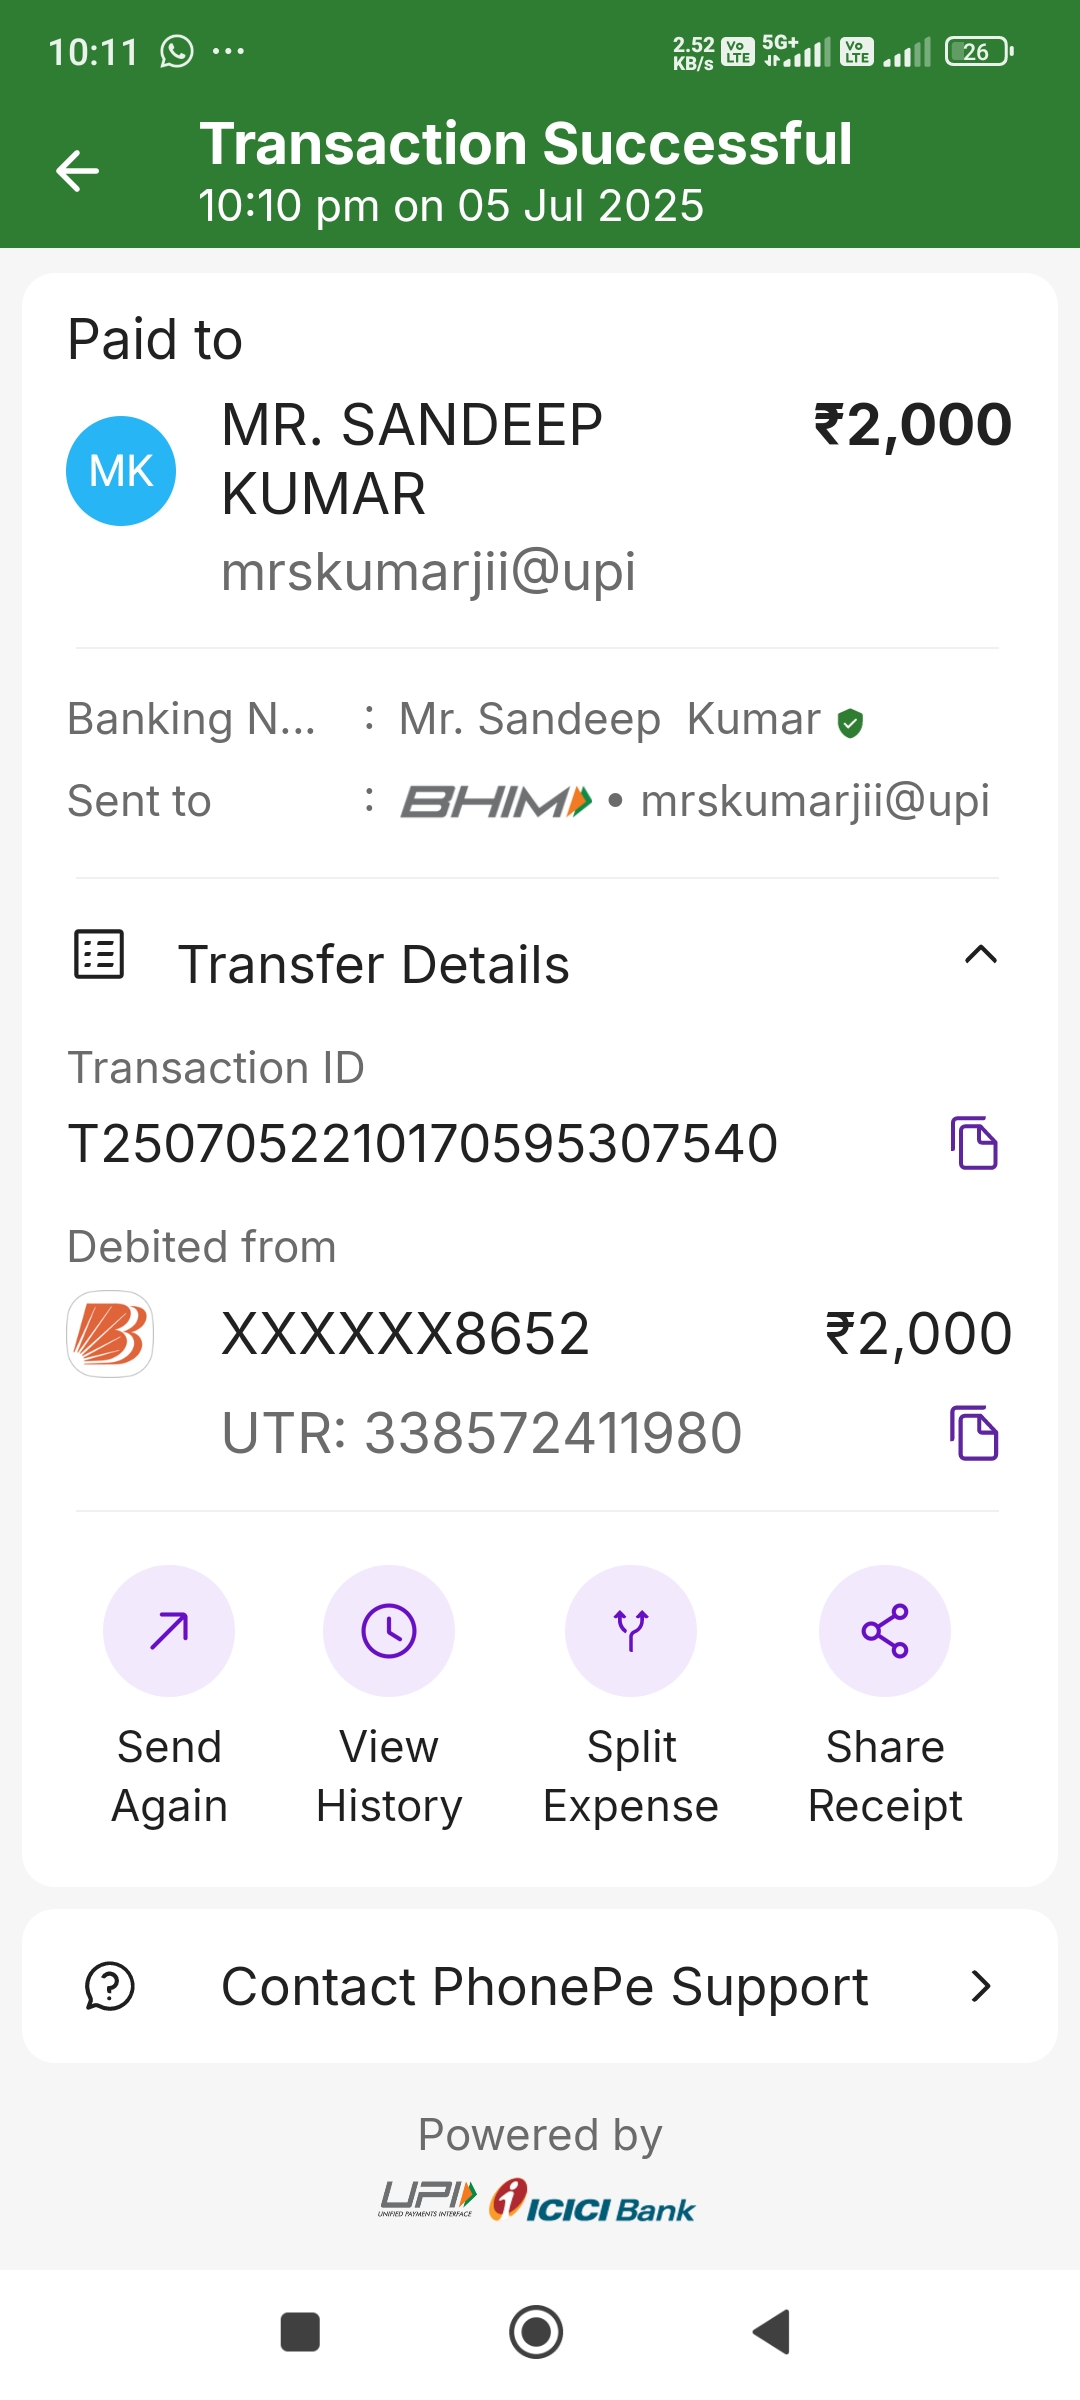 10:11 ... 2.52 KB/s Vo LTE 5G+ Vo LTE 26
Transaction Successful
10:10 pm on 05 Jul 2025
Paid to
MK
MR. SANDEEP ₹2,000
KUMAR
mrskumarjii@upi
Banking N... : Mr. Sandeep Kumar
Sent to : BHIM • mrskumarjii@upi
Transfer Details
Transaction ID
T2507052210170595307540
Debited from
XXXXXX8652 ₹2,000
UTR: 338572411980
Send Again
View History
Split Expense
Share Receipt
Contact PhonePe Support
Powered by
UPI ICICI Bank
UNIFIED PAYMENTS INTERFACE